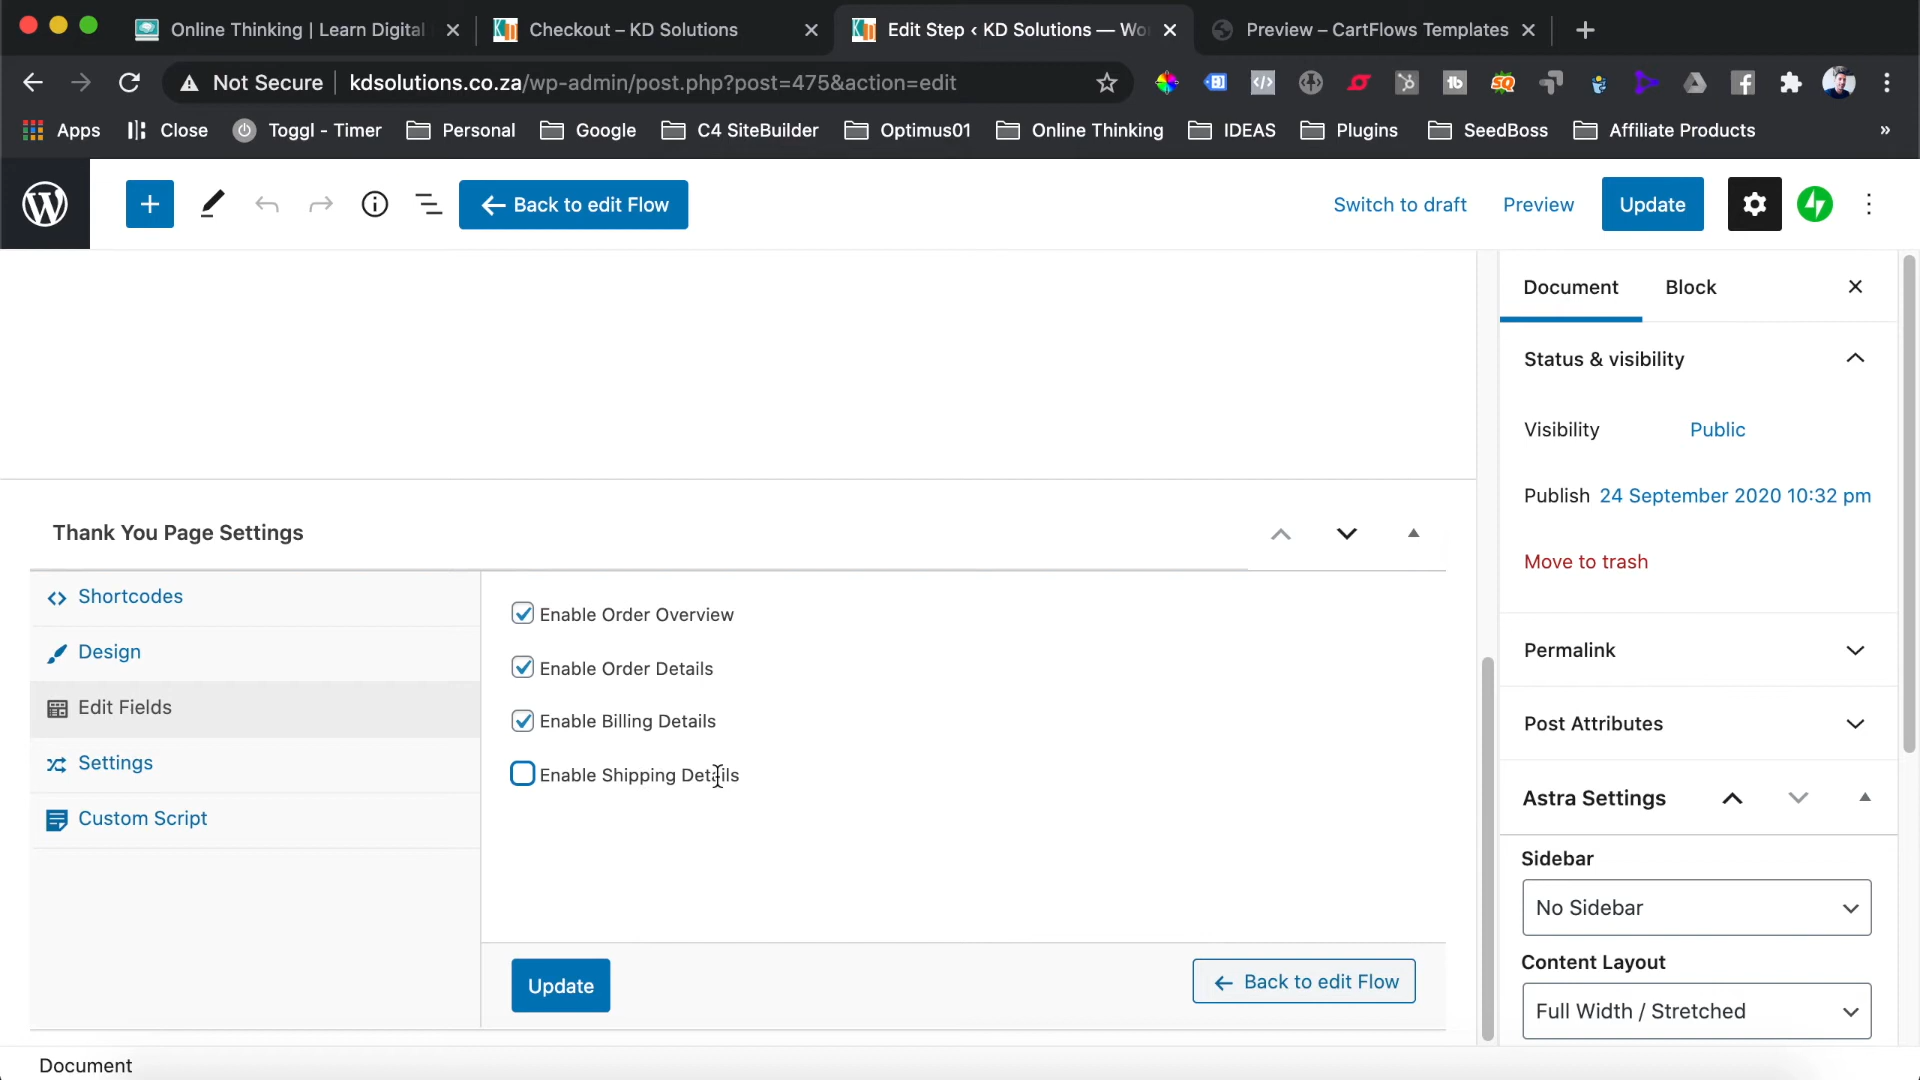 Online Thinking | Learn Digital
Checkout – KD Solutions
Edit Step ‹ KD Solutions — Wo
Preview – CartFlows Templates
Not Secure
kdsolutions.co.za/wp-admin/post.php?post=475&action=edit
Apps
Close
Toggl - Timer
Personal
Google
C4 SiteBuilder
Optimus01
Online Thinking
IDEAS
Plugins
SeedBoss
Affiliate Products
»
← Back to edit Flow
Switch to draft
Preview
Update
Document
Block
Status & visibility
Visibility
Public
Publish
24 September 2020 10:32 pm
Move to trash
Permalink
Post Attributes
Astra Settings
Sidebar
No Sidebar
Content Layout
Full Width / Stretched
Thank You Page Settings
Shortcodes
Design
Edit Fields
Settings
Custom Script
Enable Order Overview
Enable Order Details
Enable Billing Details
Enable Shipping Details
Update
← Back to edit Flow
Document